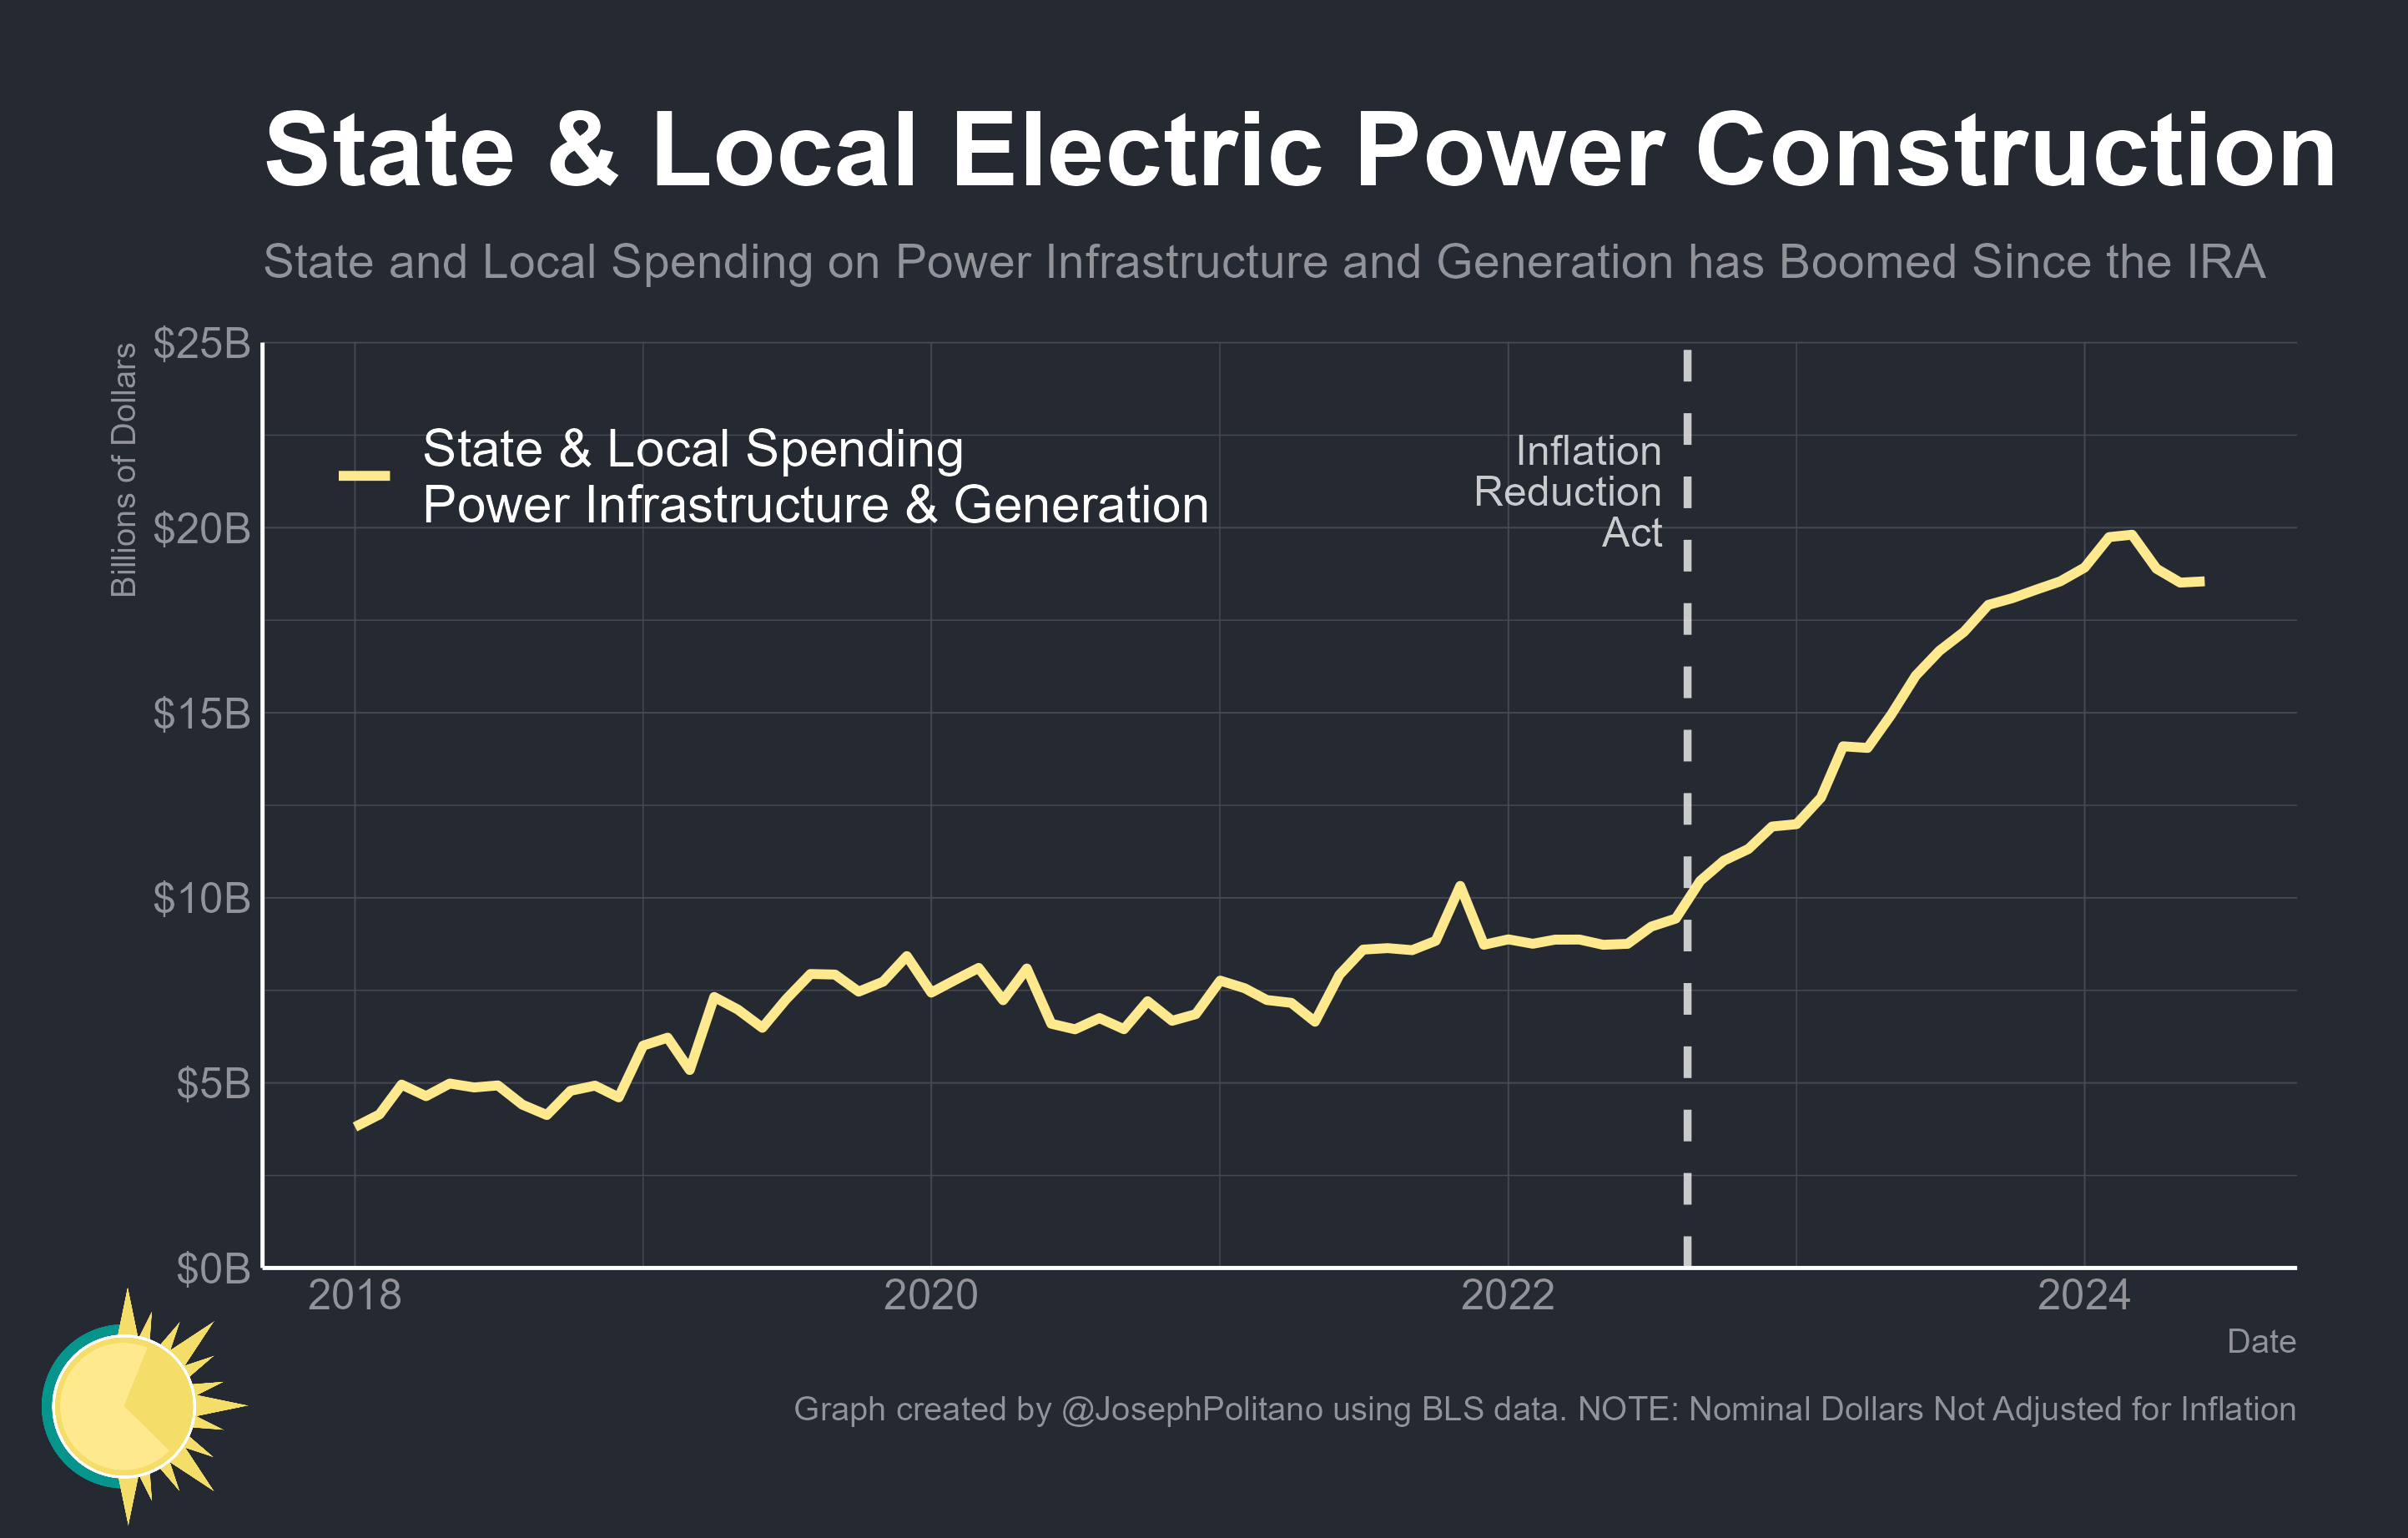 State & Local Electric Power Construction
State and Local Spending on Power Infrastructure and Generation has Boomed Since the IRA
Billions of Dollars
$25B
$20B
$15B
$10B
$5B
$0B
State & Local Spending
Power Infrastructure & Generation
Inflation
Reduction
Act
2018
2020
2022
2024
Date
Graph created by @JosephPolitano using BLS data. NOTE: Nominal Dollars Not Adjusted for Inflation